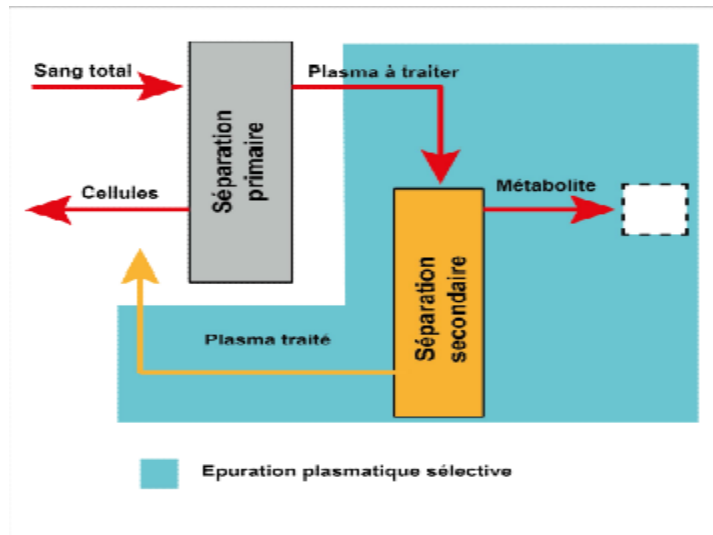 Sang total
Plasma à traiter
Séparation
primaire
Cellules
Métabolite
Séparation
secondaire
Plasma traité
Epuration plasmatique sélective